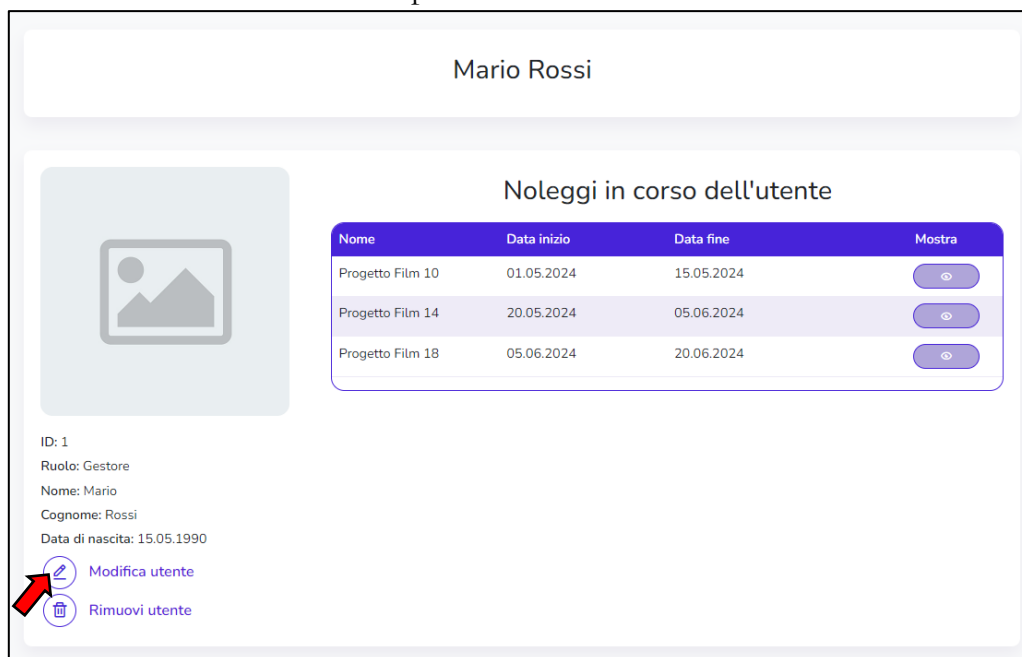 Mario Rossi
Noleggi in corso dell'utente
Nome Data inizio Data fine Mostra
Progetto Film 10 01.05.2024 15.05.2024
Progetto Film 14 20.05.2024 05.06.2024
Progetto Film 18 05.06.2024 20.06.2024
ID: 1
Ruolo: Gestore
Nome: Mario
Cognome: Rossi
Data di nascita: 15.05.1990
Modifica utente
Rimuovi utente